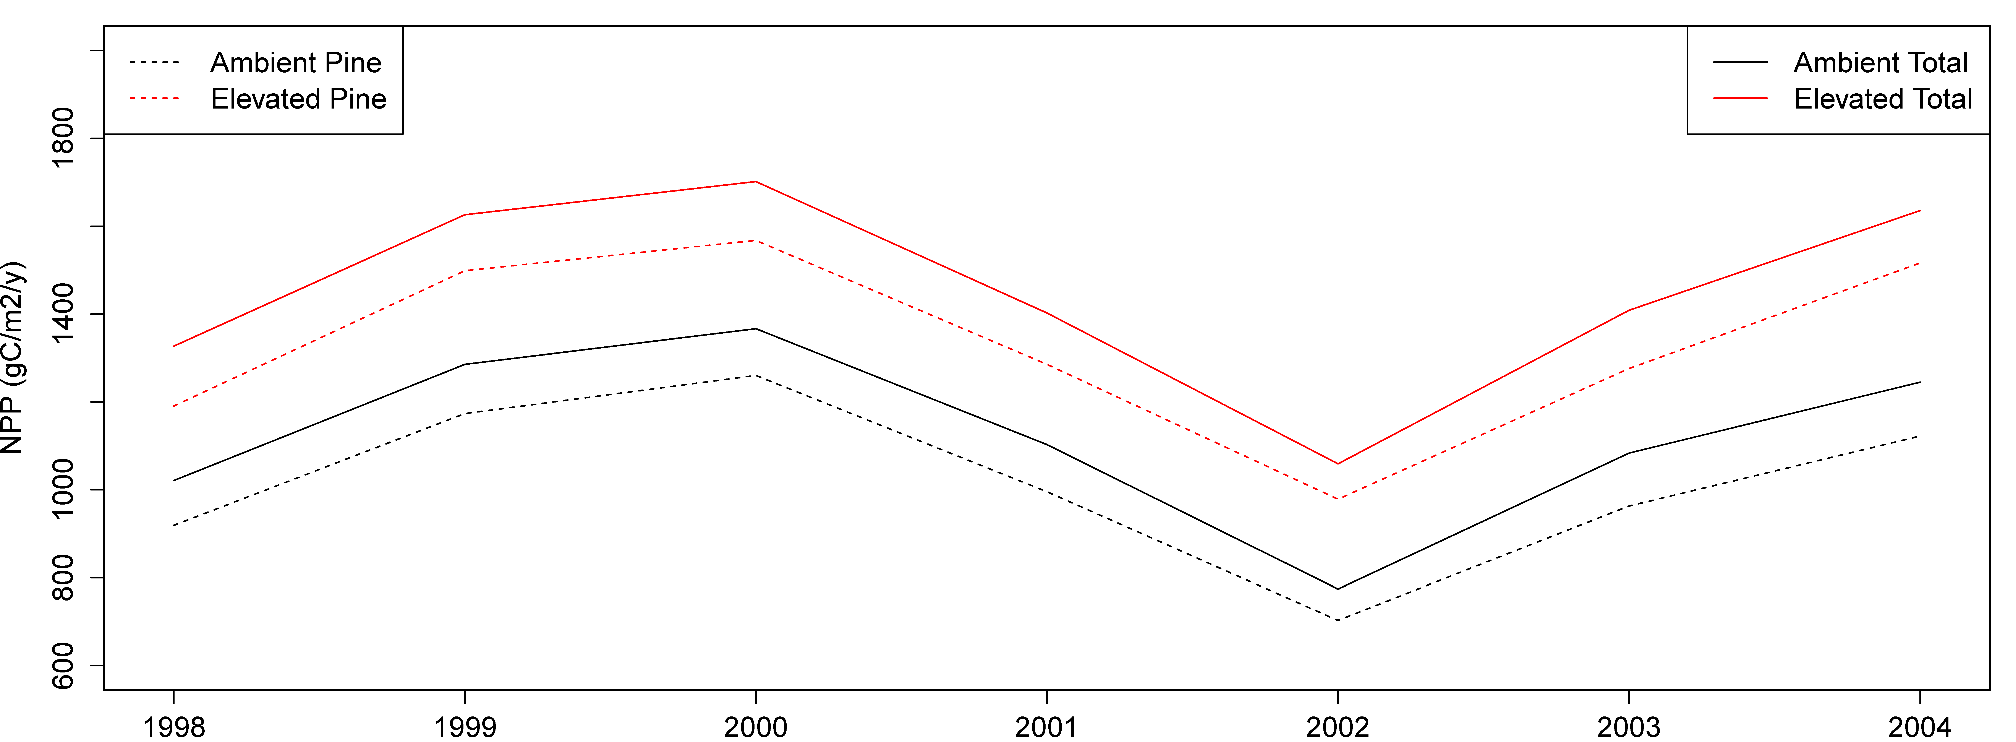 Ambient Pine
Elevated Pine
Ambient Total
Elevated Total
NPP (gC/m2/y)
1800
1400
1000
800
600
1998 1999 2000 2001 2002 2003 2004